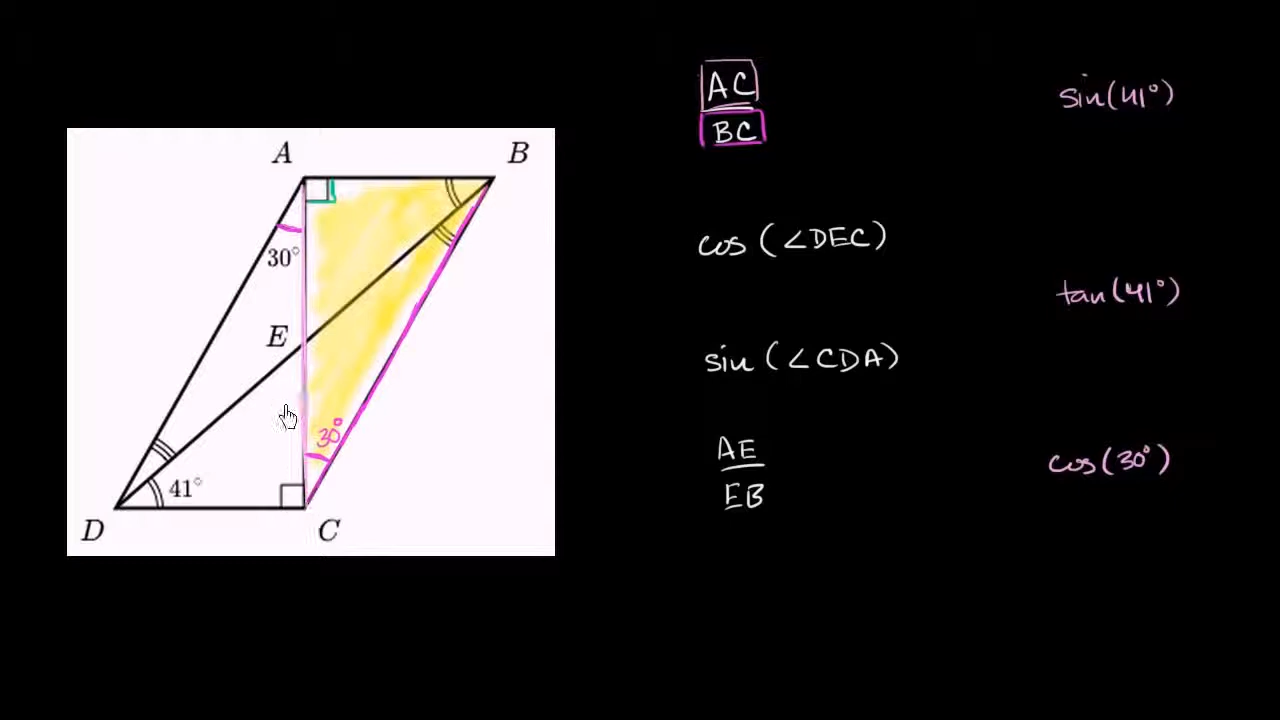 AC
BC
sin(41°)
A
B
30°
cos (∠DEC)
tan(41°)
E
sin (∠CDA)
30°
AE
EB
cos(30°)
41°
D
C